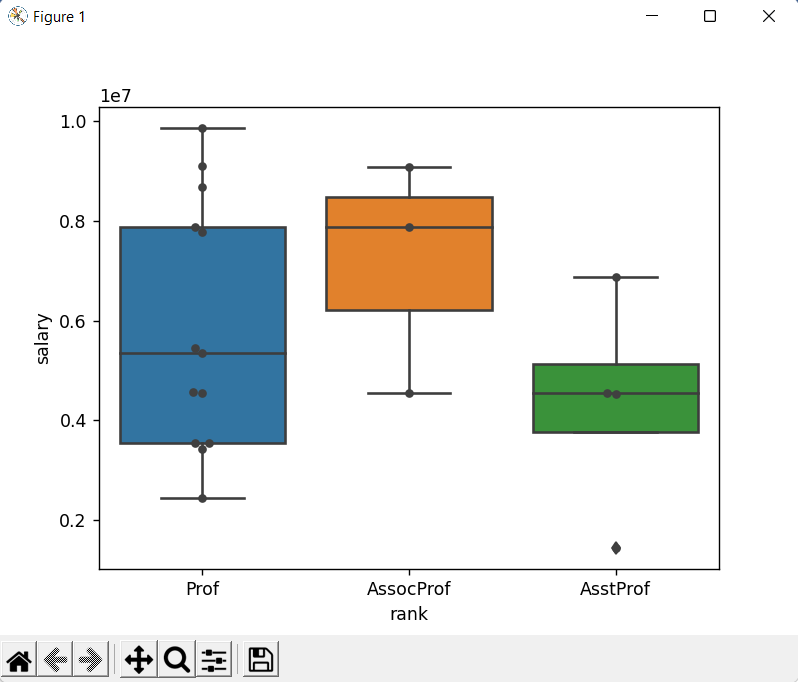 Figure 1
1e7
1.0
0.8
0.6
0.4
0.2
salary
Prof AssocProf AsstProf
rank